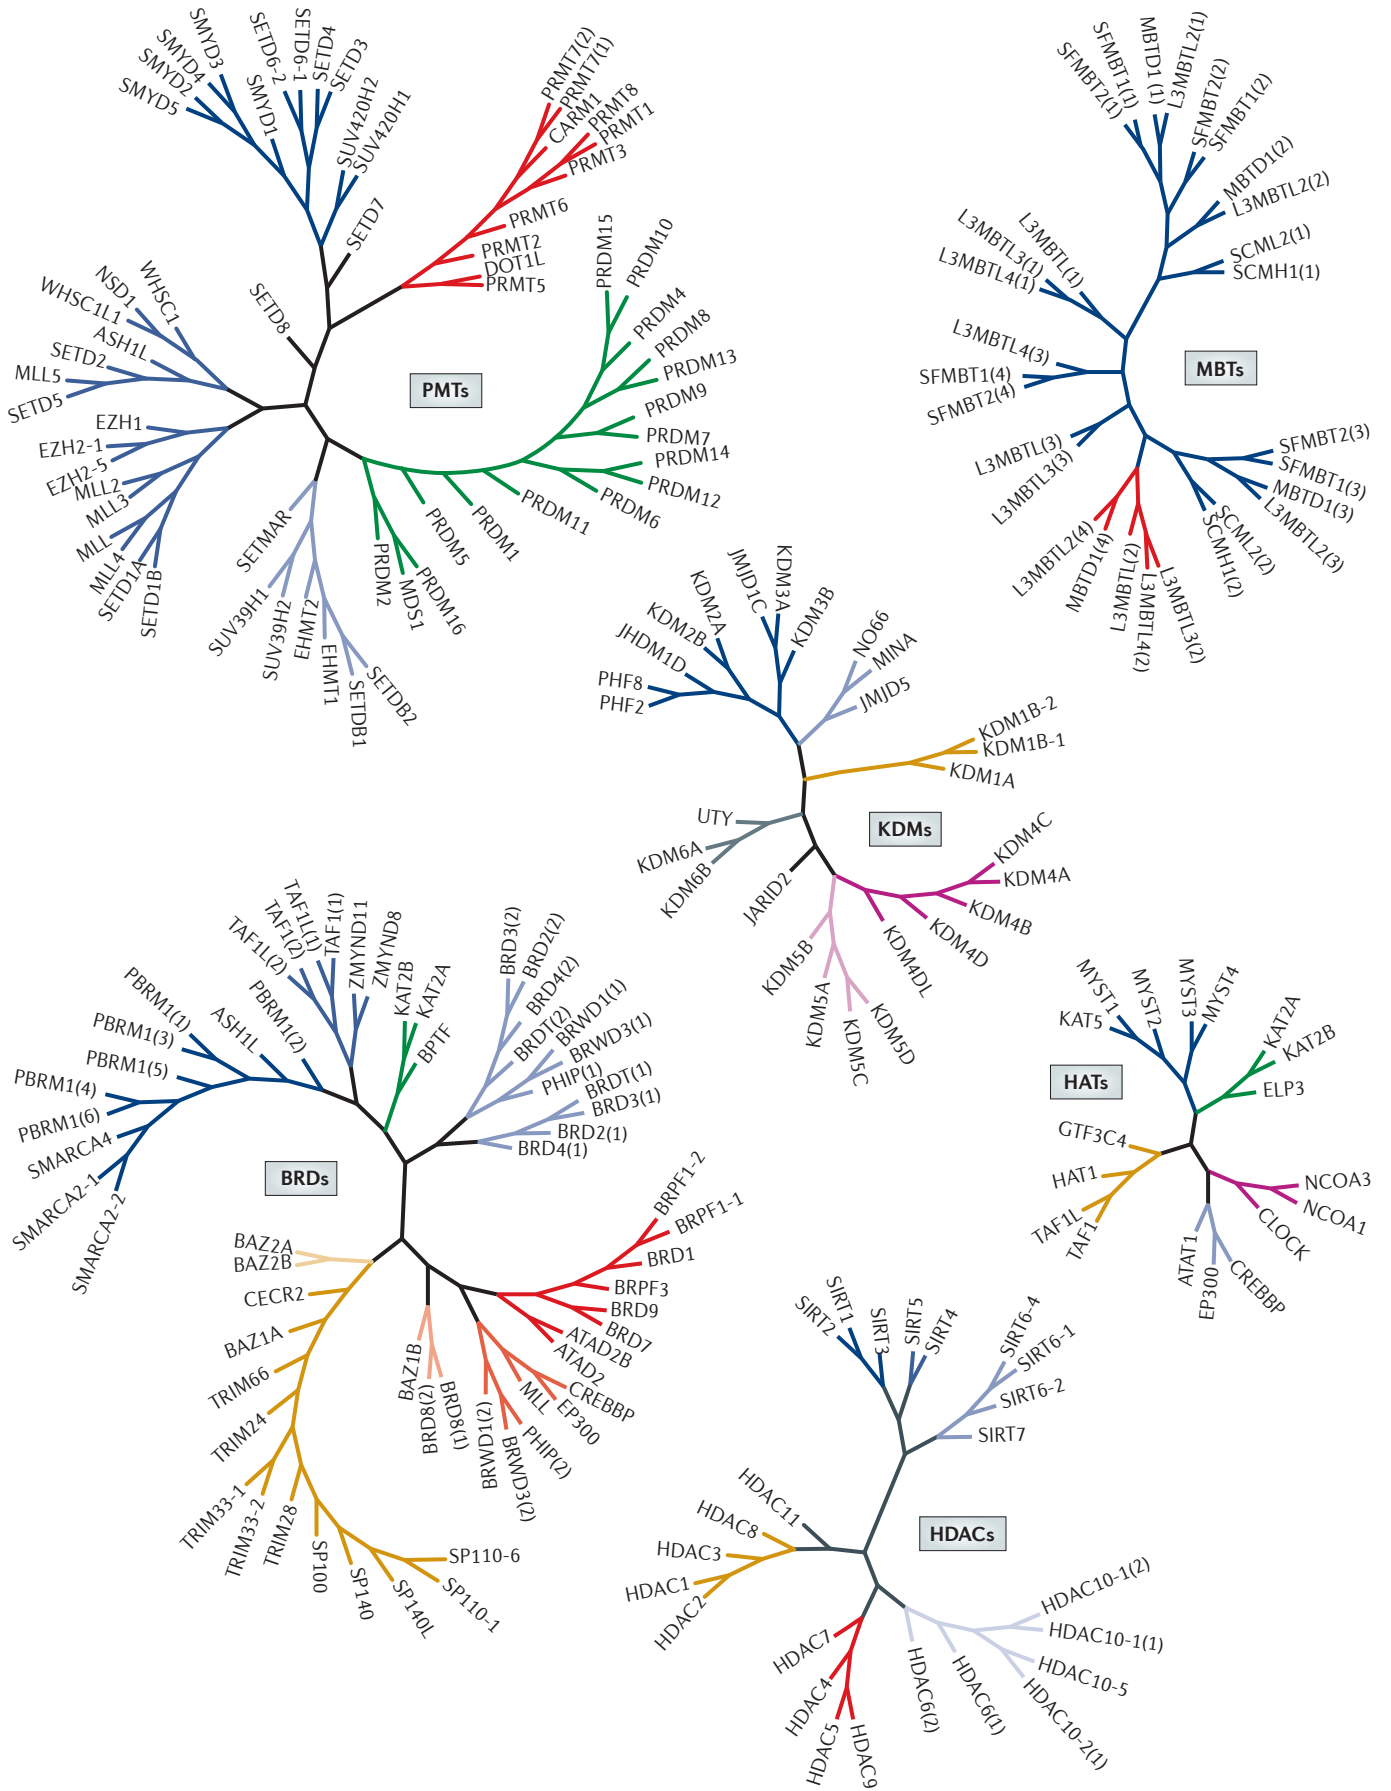 SMYD5
SMYD2
SMYD4
SMYD3
SMYD1
SETD6-2
SETD6-1
SETD4
SETD3
SUV420H2
SUV420H1
SETD7
PRMT7(2)
PRMT7(1)
CARM1
PRMT8
PRMT1
PRMT3
PRMT6
PRMT2
DOT1L
PRMT5
SETD8
PMTs
WHSC1
NSD1
WHSC1L1
ASH1L
SETD2
MLL5
SETD5
EZH1
EZH2-1
EZH2-5
MLL2
MLL3
MLL
MLL4
SETD1A
SETD1B
SETMAR
SUV39H1
SUV39H2
EHMT2
EHMT1
SETDB1
SETDB2
PRDM15
PRDM10
PRDM4
PRDM8
PRDM13
PRDM9
PRDM7
PRDM14
PRDM12
PRDM6
PRDM11
PRDM1
PRDM5
PRDM16
MDS1
PRDM2
SFMBT2(1)
SFMBT1(1)
MBTD1 (1)
L3MBTL2(1)
SFMBT2(2)
SFMBT1(2)
MBTD1(2)
L3MBTL2(2)
SCML2(1)
SCMH1(1)
L3MBTL(1)
L3MBTL3(1)
L3MBTL4(1)
MBTs
L3MBTL4(3)
SFMBT1(4)
SFMBT2(4)
L3MBTL(3)
L3MBTL3(3)
SFMBT2(3)
SFMBT1(3)
MBTD1(3)
L3MBTL2(3)
SCML2(2)
SCMH1(2)
L3MBTL2(4)
MBTD1(4)
L3MBTL(2)
L3MBTL4(2)
L3MBTL3(2)
PHF2
PHF8
JHDM1D
KDM2B
KDM2A
JMJD1C
KDM3A
KDM3B
NO66
MINA
JMJD5
KDM1B-2
KDM1B-1
KDM1A
KDMs
UTY
KDM6A
KDM6B
JARID2
KDM4C
KDM4A
KDM4B
KDM4D
KDM4DL
KDM5B
KDM5A
KDM5C
KDM5D
TAF1L(2)
TAF1(2)
TAF1L(1)
TAF1(1)
ZMYND11
ZMYND8
KAT2B
KAT2A
BPTF
PBRM1(2)
ASH1L
PBRM1(1)
PBRM1(3)
PBRM1(5)
PBRM1(4)
PBRM1(6)
SMARCA4
SMARCA2-1
SMARCA2-2
BRD3(2)
BRD2(2)
BRD4(2)
BRDT(2)
BRWD1(1)
BRWD3(1)
PHIP(1)
BRDT(1)
BRD3(1)
BRD2(1)
BRD4(1)
BRDs
BAZ2A
BAZ2B
CECR2
BAZ1A
TRIM66
TRIM24
TRIM33-1
TRIM33-2
TRIM28
SP100
SP140
SP140L
SP110-1
SP110-6
BRPF1-2
BRPF1-1
BRD1
BRPF3
BRD9
BRD7
ATAD2B
ATAD2
CREBBP
EP300
MLL
PHIP(2)
BRWD3(2)
BRWD1(2)
BAZ1B
BRD8(2)
BRD8(1)
MYST1
KAT5
MYST2
MYST3
MYST4
KAT2A
KAT2B
ELP3
HATs
GTF3C4
HAT1
TAF1L
TAF1
NCOA3
NCOA1
CLOCK
ATAT1
EP300
CREBBP
SIRT2
SIRT1
SIRT3
SIRT5
SIRT4
SIRT6-4
SIRT6-1
SIRT6-2
SIRT7
HDACs
HDAC11
HDAC8
HDAC3
HDAC1
HDAC2
HDAC7
HDAC4
HDAC5
HDAC9
HDAC6(2)
HDAC6(1)
HDAC10-2(1)
HDAC10-5
HDAC10-1(1)
HDAC10-1(2)